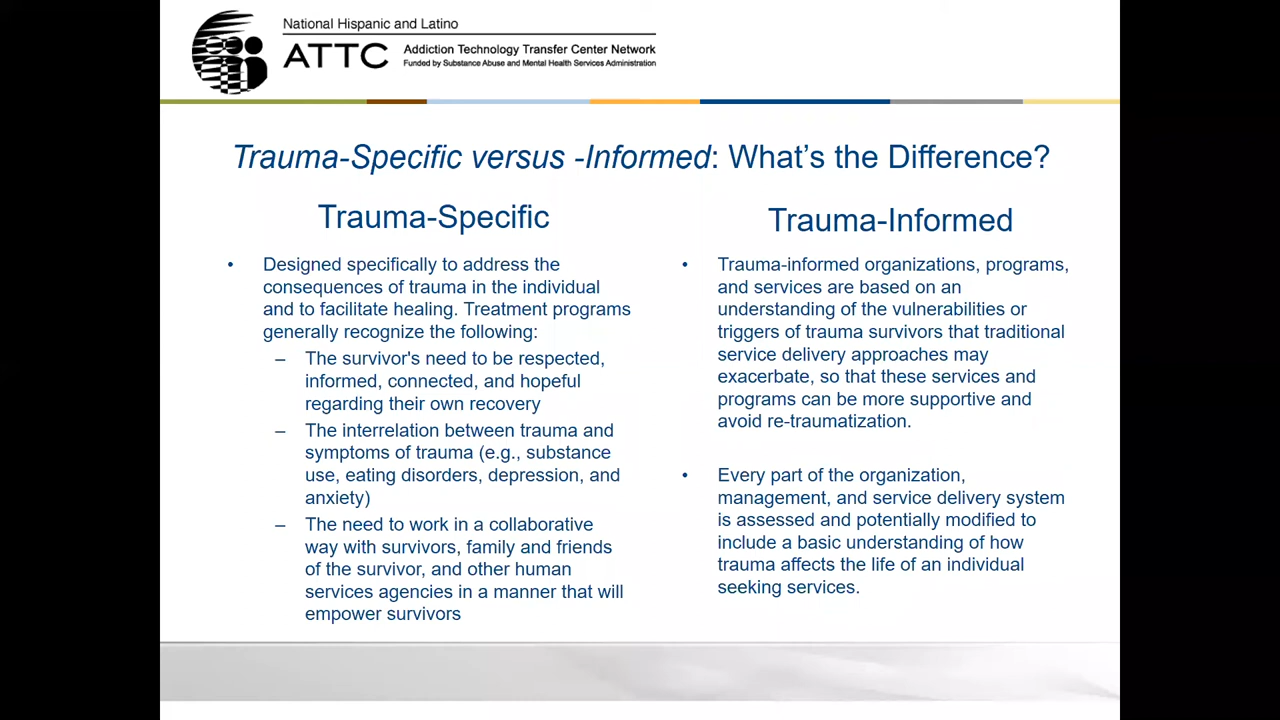 National Hispanic and Latino
ATTC
Addiction Technology Transfer Center Network
Funded by Substance Abuse and Mental Health Services Administration
Trauma-Specific versus -Informed: What’s the Difference?
Trauma-Specific
• Designed specifically to address the
consequences of trauma in the individual
and to facilitate healing. Treatment programs
generally recognize the following:
– The survivor's need to be respected,
informed, connected, and hopeful
regarding their own recovery
– The interrelation between trauma and
symptoms of trauma (e.g., substance
use, eating disorders, depression, and
anxiety)
– The need to work in a collaborative
way with survivors, family and friends
of the survivor, and other human
services agencies in a manner that will
empower survivors
Trauma-Informed
• Trauma-informed organizations, programs,
and services are based on an
understanding of the vulnerabilities or
triggers of trauma survivors that traditional
service delivery approaches may
exacerbate, so that these services and
programs can be more supportive and
avoid re-traumatization.
• Every part of the organization,
management, and service delivery system
is assessed and potentially modified to
include a basic understanding of how
trauma affects the life of an individual
seeking services.